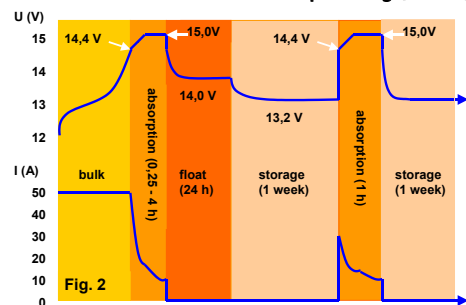 U (V)
15
14
13
12
14,4 V
15,0V
14,0 V
13,2 V
14,4 V
15,0V
absorption (0,25 - 4 h)
absorption (1 h)
I (A)
bulk
float
(24 h)
storage
(1 week)
storage
(1 week)
50
40
30
20
10
0
Fig. 2